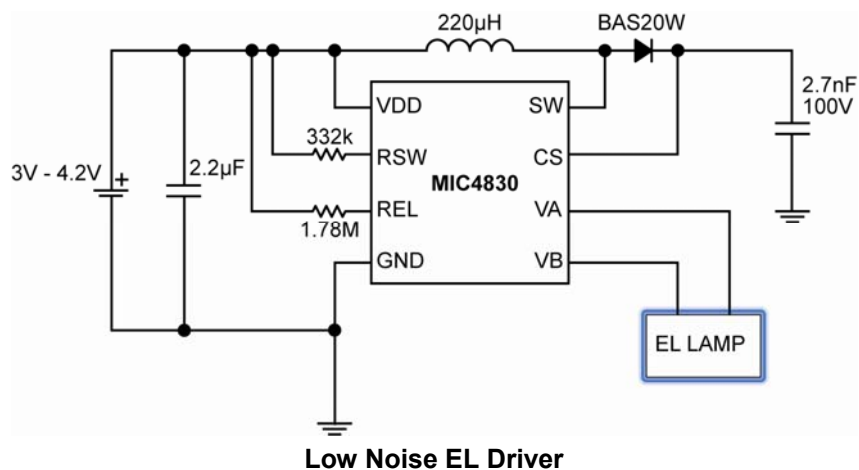 220µH
BAS20W
2.7nF
100V
VDD
SW
332k
RSW
CS
3V - 4.2V
+
2.2µF
MIC4830
REL
VA
1.78M
GND
VB
EL LAMP
Low Noise EL Driver